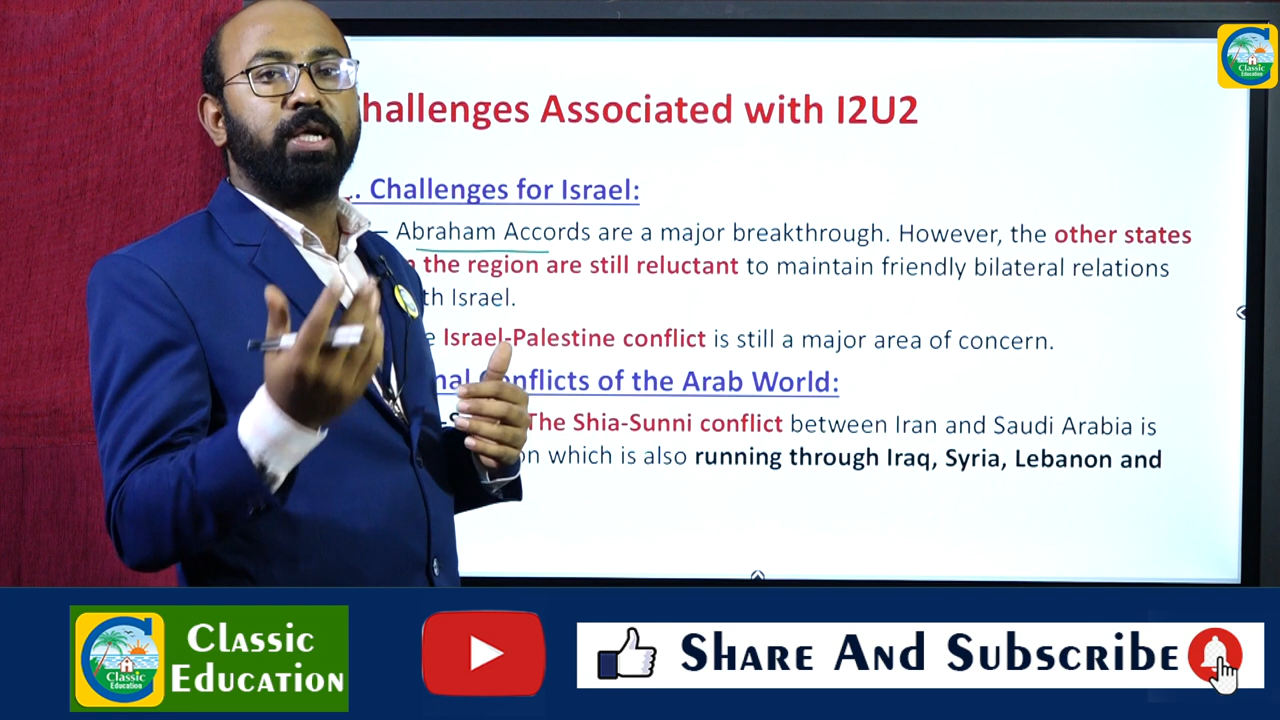 hallenges Associated with I2U2
. Challenges for Israel:
– Abraham Accords are a major breakthrough. However, the other states
the region are still reluctant to maintain friendly bilateral relations
th Israel.
Israel-Palestine conflict is still a major area of concern.
nal Conflicts of the Arab World:
The Shia-Sunni conflict between Iran and Saudi Arabia is
on which is also running through Iraq, Syria, Lebanon and
Classic
Education
Classic
Education
Classic
Education
Share And Subscribe